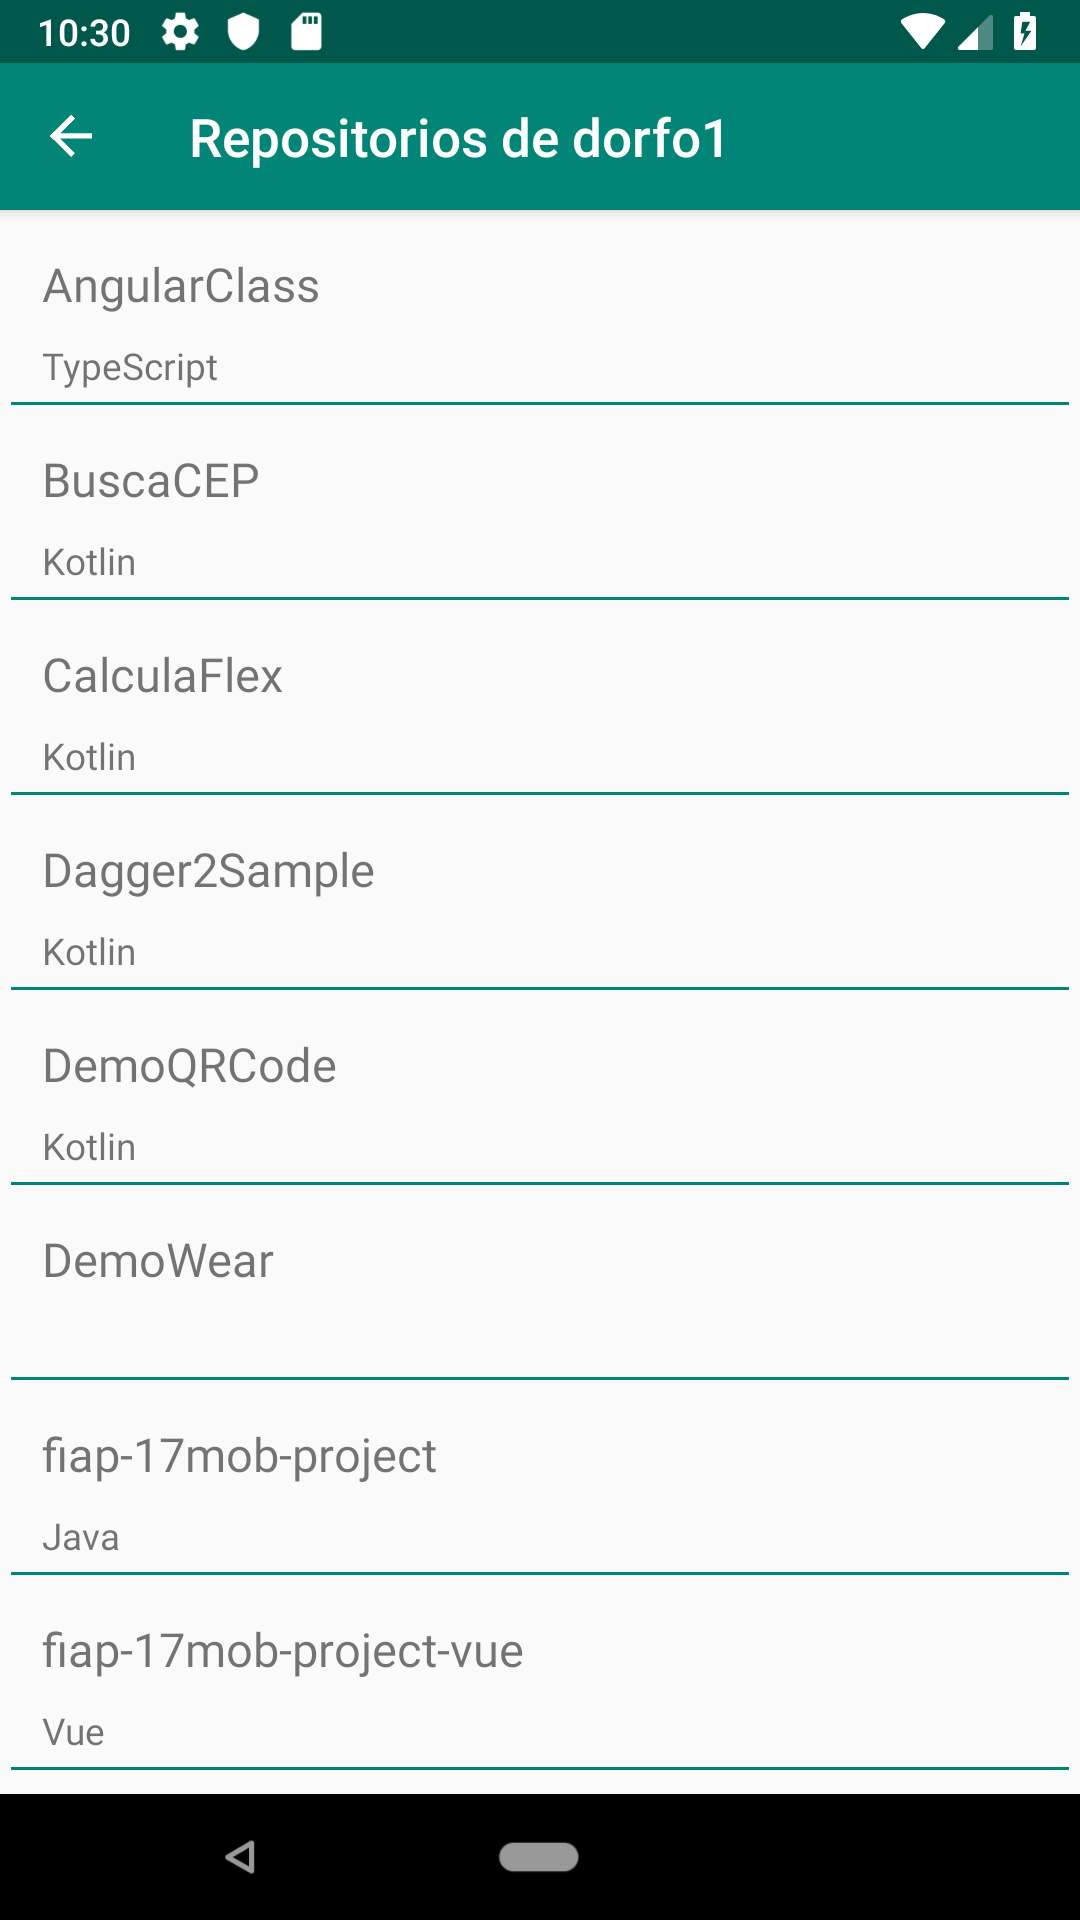 10:30
Repositorios de dorfo1
AngularClass
TypeScript
BuscaCEP
Kotlin
CalculaFlex
Kotlin
Dagger2Sample
Kotlin
DemoQRCode
Kotlin
DemoWear
fiap-17mob-project
Java
fiap-17mob-project-vue
Vue